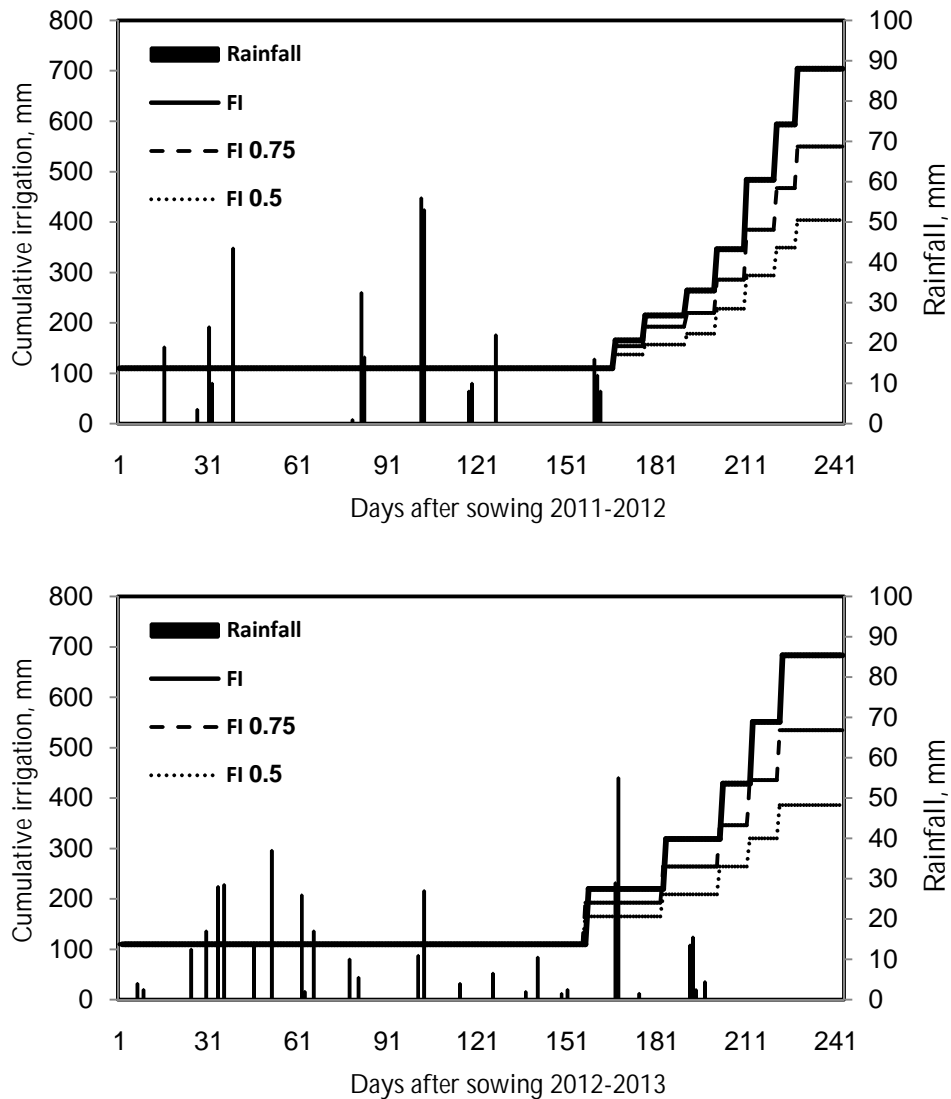 800
700
600
500
400
300
200
100
0
Cumulative irrigation, mm
Rainfall
FI
FI 0.75
FI 0.5
100
90
80
70
60
50
40
30
20
10
0
Rainfall, mm
1 31 61 91 121 151 181 211 241
Days after sowing 2011-2012
800
700
600
500
400
300
200
100
0
Cumulative irrigation, mm
Rainfall
FI
FI 0.75
FI 0.5
100
90
80
70
60
50
40
30
20
10
0
Rainfall, mm
1 31 61 91 121 151 181 211 241
Days after sowing 2012-2013